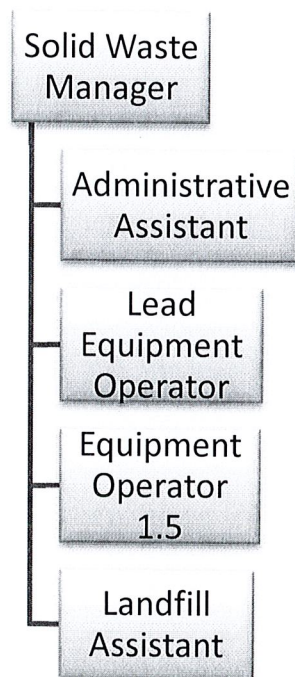 Solid Waste
Manager
Administrative
Assistant
Lead
Equipment
Operator
Equipment
Operator
1.5
Landfill
Assistant